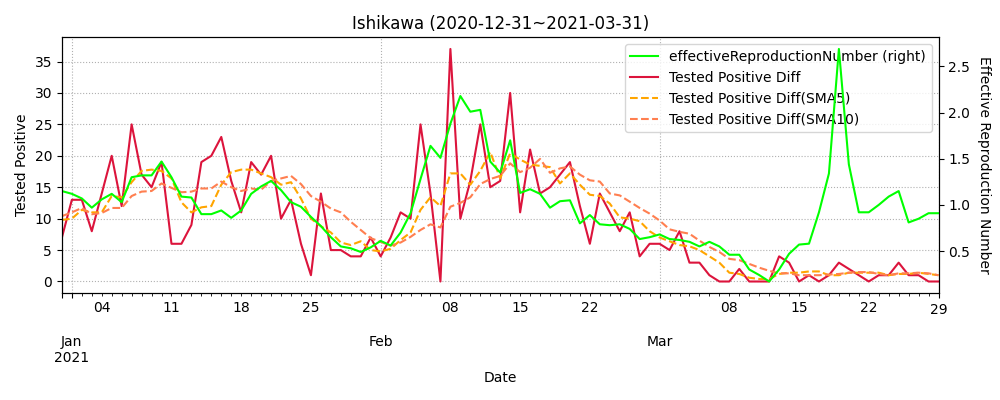 Ishikawa (2020-12-31~2021-03-31)
effectiveReproductionNumber (right)
Tested Positive Diff
Tested Positive Diff(SMA5)
Tested Positive Diff(SMA10)
Tested Positive
35
30
25
20
15
10
5
0
Effective Reproduction Number
2.5
2.0
1.5
1.0
0.5
04 11 18 25 08 15 22 08 15 22 29
Jan Feb Mar
2021
Date